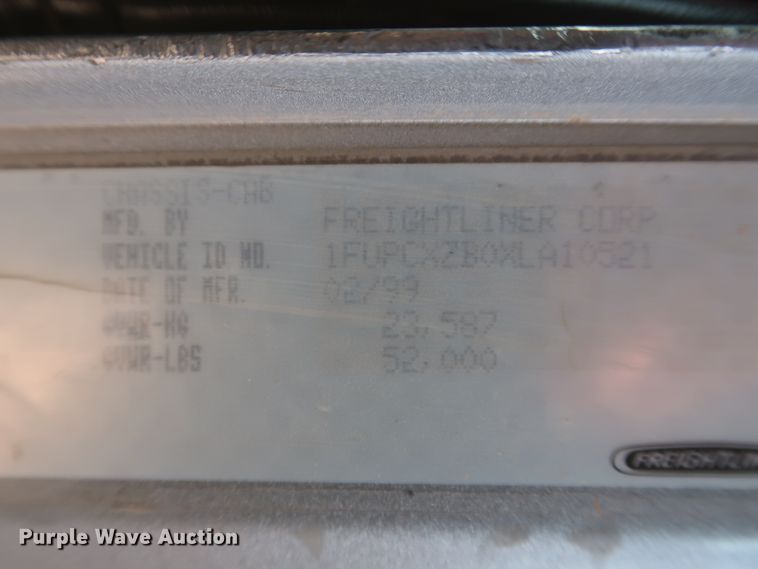 CHASSIS-CAB
MFD. BY FREIGHTLINER CORP
VEHICLE ID NO. 1FUPCXZB0XLA10521
DATE OF MFR. 02/99
GVWR-KG 23,587
GVWR-LBS 52,000
FREIGHTLIN
Purple Wave Auction